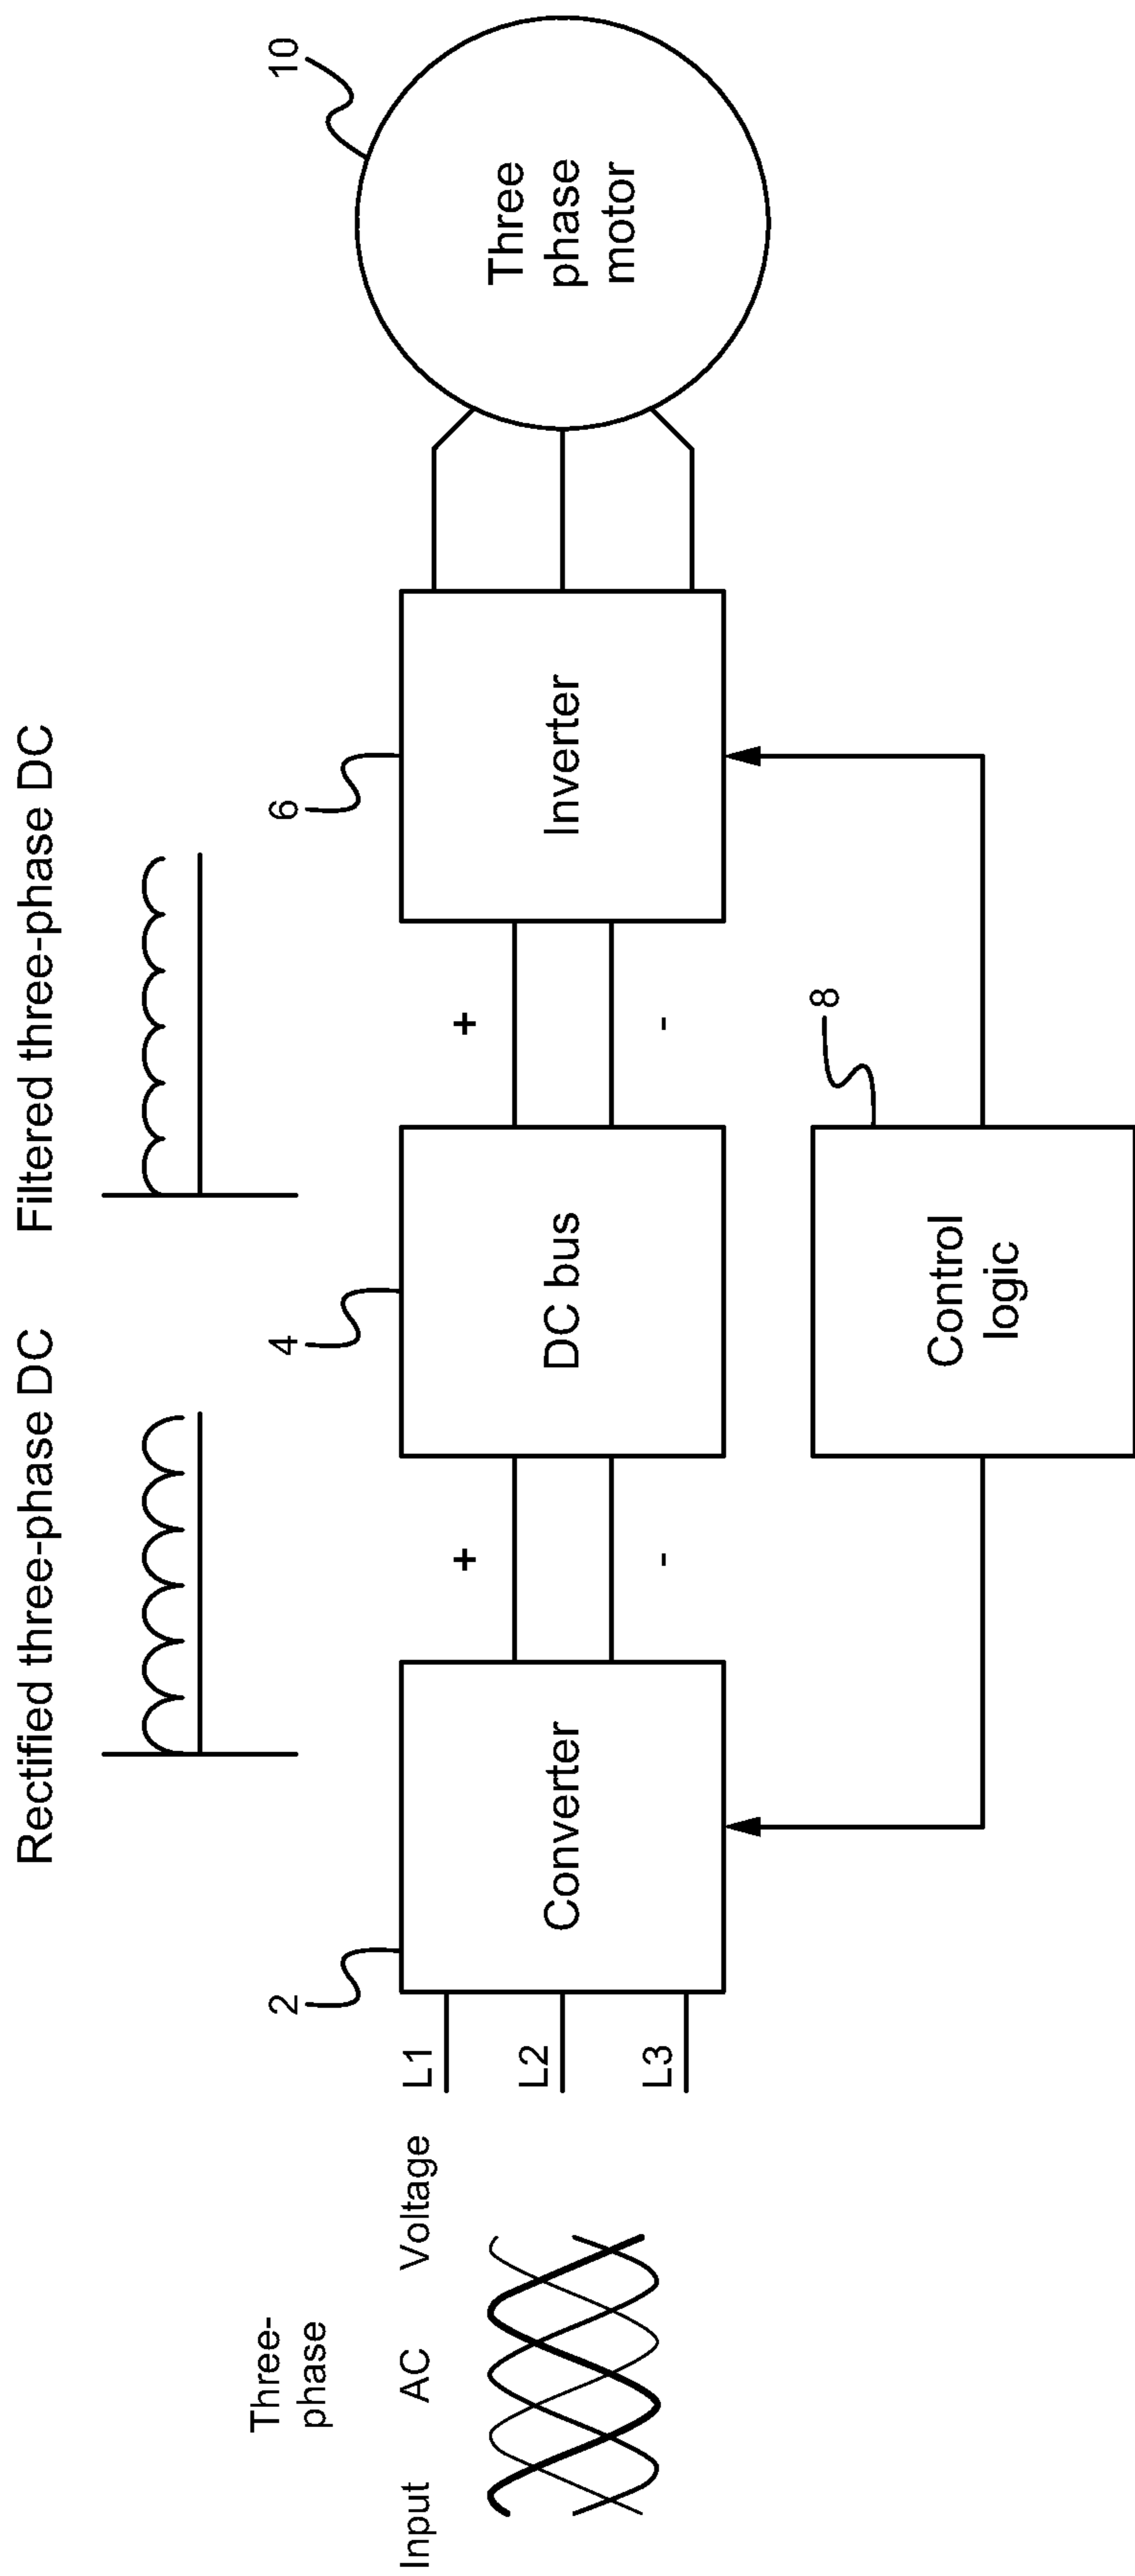 Rectified three-phase DC
Filtered three-phase DC
Three-
phase
Input AC Voltage
L1
L2
L3
2
Converter
+
-
4
DC bus
+
-
6
Inverter
10
Three
phase
motor
8
Control
logic